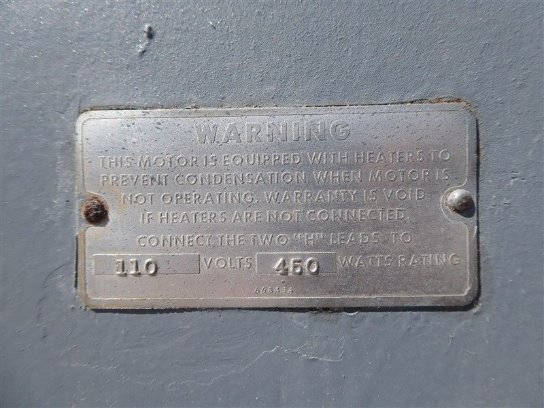 WARNING
THIS MOTOR IS EQUIPPED WITH HEATERS TO
PREVENT CONDENSATION WHEN MOTOR IS
NOT OPERATING. WARRANTY IS VOID
IF HEATERS ARE NOT CONNECTED.
CONNECT THE TWO "H" LEADS TO
110 VOLTS 450 WATTS RATING